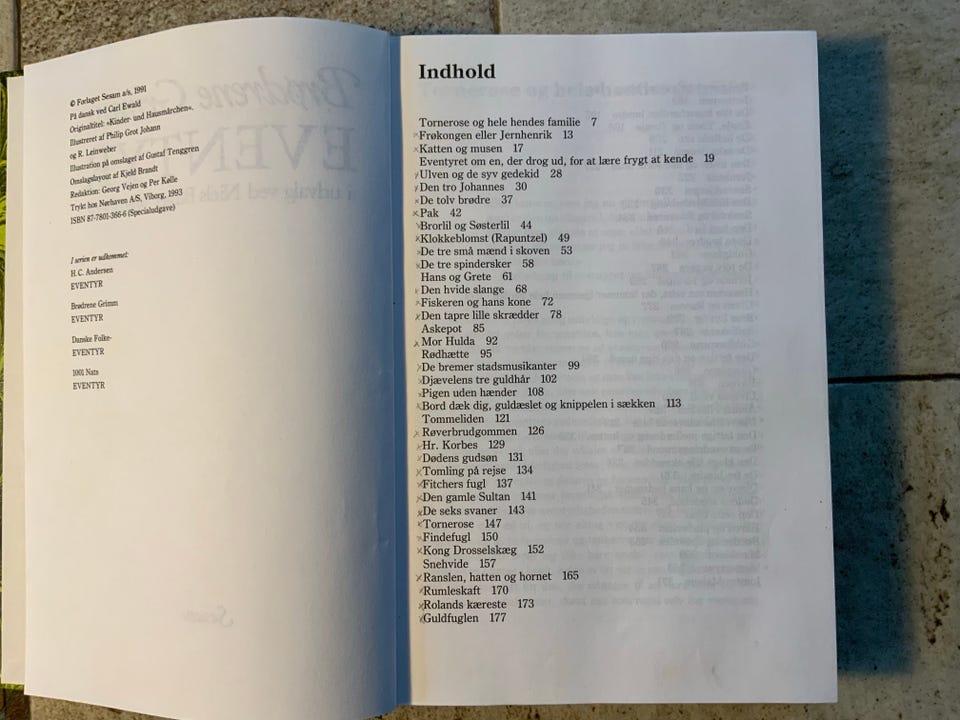 © Forlaget Sesam a/s, 1991
På dansk ved Carl Ewald
Originaltitel: »Kinder- und Hausmärchen«.
Illustreret af Philip Grot Johann
og R. Leinweber
Illustration på omslaget af Gustaf Tenggren
Omslagslayout af Kjeld Brandt
Redaktion: Georg Vejen og Per Kølle
Trykt hos Nørhaven A/S, Viborg, 1993
ISBN 87-7801-366-6 (Specialudgave)
I serien er udkommet:
H.C. Andersen
EVENTYR
Brødrene Grimm
EVENTYR
Danske Folke-
EVENTYR
1001 Nats
EVENTYR
Indhold
Tornerose og hele hendes familie 7
Frøkongen eller Jernhenrik 13
Katten og musen 17
Eventyret om en, der drog ud, for at lære frygt at kende 19
Ulven og de syv gedekid 28
Den tro Johannes 30
De tolv brødre 37
Pak 42
Brorlil og Søsterlil 44
Klokkeblomst (Rapuntzel) 49
De tre små mænd i skoven 53
De tre spindersker 58
Hans og Grete 61
Den hvide slange 68
Fiskeren og hans kone 72
Den tapre lille skrædder 78
Askepot 85
Mor Hulda 92
Rødhætte 95
De bremer stadsmusikanter 99
Djævelens tre guldhår 102
Pigen uden hænder 108
Bord dæk dig, guldæslet og knippelen i sækken 113
Tommeliden 121
Røverbrudgommen 126
Hr. Korbes 129
Dødens gudsøn 131
Tomling på rejse 134
Fitchers fugl 137
Den gamle Sultan 141
De seks svaner 143
Tornerose 147
Findefugl 150
Kong Drosselskæg 152
Snehvide 157
Ranslen, hatten og hornet 165
Rumleskaft 170
Rolands kæreste 173
Guldfuglen 177